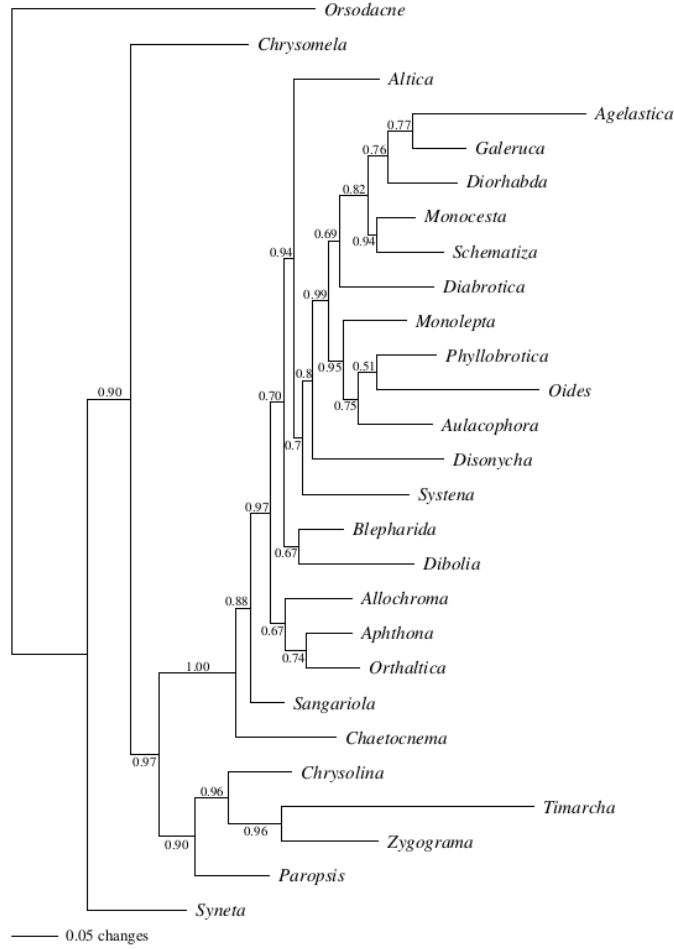 Orsodacne
Chrysomela
Altica
Agelastica
0.77
Galeruca
0.76
Diorhabda
0.82
Monocesta
0.94
Schematiza
0.69
0.94
Diabrotica
0.99
Monolepta
0.95
Phyllobrotica
0.51
0.8
Oides
0.90
0.70
0.75
Aulacophora
0.7
Disonycha
Systena
0.97
Blepharida
0.67
Dibolia
0.88
Allochroma
0.67
Aphthona
0.74
1.00
Orthaltica
Sangariola
Chaetocnema
0.97
Chrysolina
0.96
Timarcha
0.96
0.90
Zygograma
Paropsis
Syneta
0.05 changes